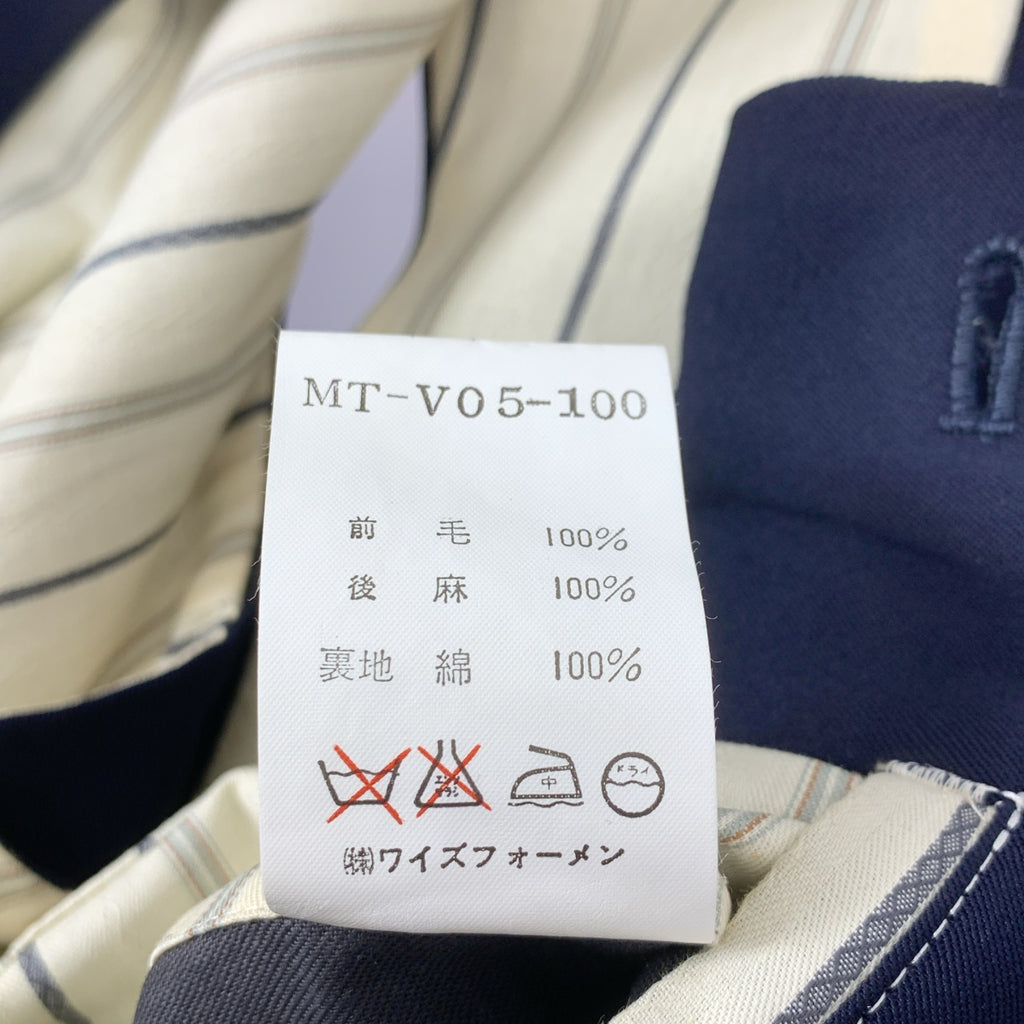 MT-V05-100
前 毛 100%
後 麻 100%
裏地 綿 100%
中 ドライ
㈱ワイズフォーメン